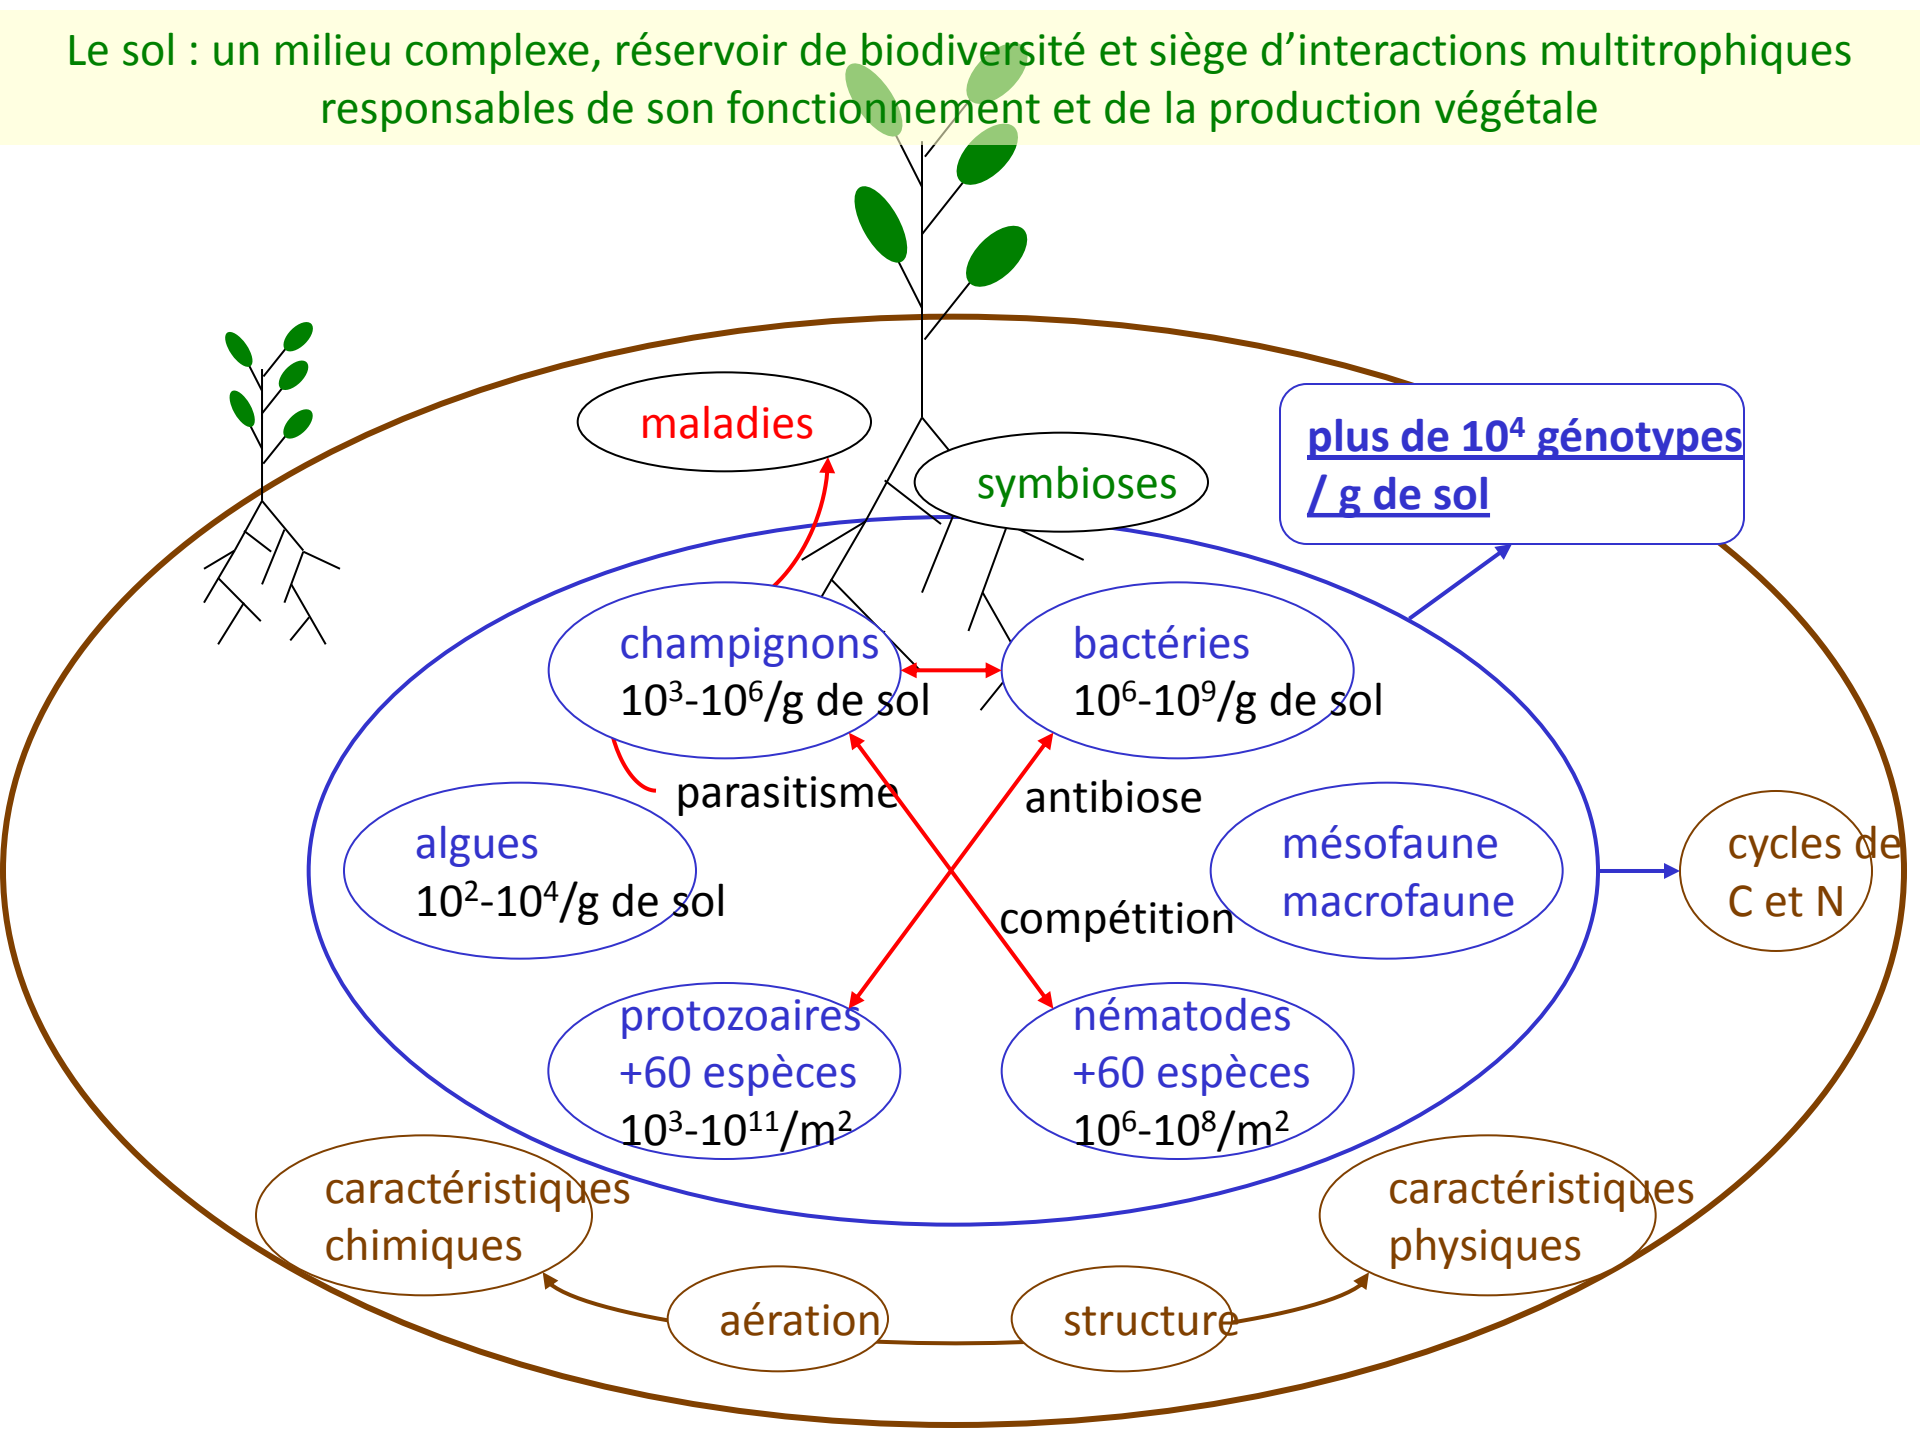 Le sol : un milieu complexe, réservoir de biodiversité et siège d’interactions multitrophiques
responsables de son fonctionnement et de la production végétale
maladies
symbioses
plus de 10⁴ génotypes
/ g de sol
champignons
10³-10⁶/g de sol
bactéries
10⁶-10⁹/g de sol
parasitisme
antibiose
algues
10²-10⁴/g de sol
mésofaune
macrofaune
cycles de
C et N
compétition
protozoaires
+60 espèces
10³-10¹¹/m²
nématodes
+60 espèces
10⁶-10⁸/m²
caractéristiques
chimiques
caractéristiques
physiques
aération
structure